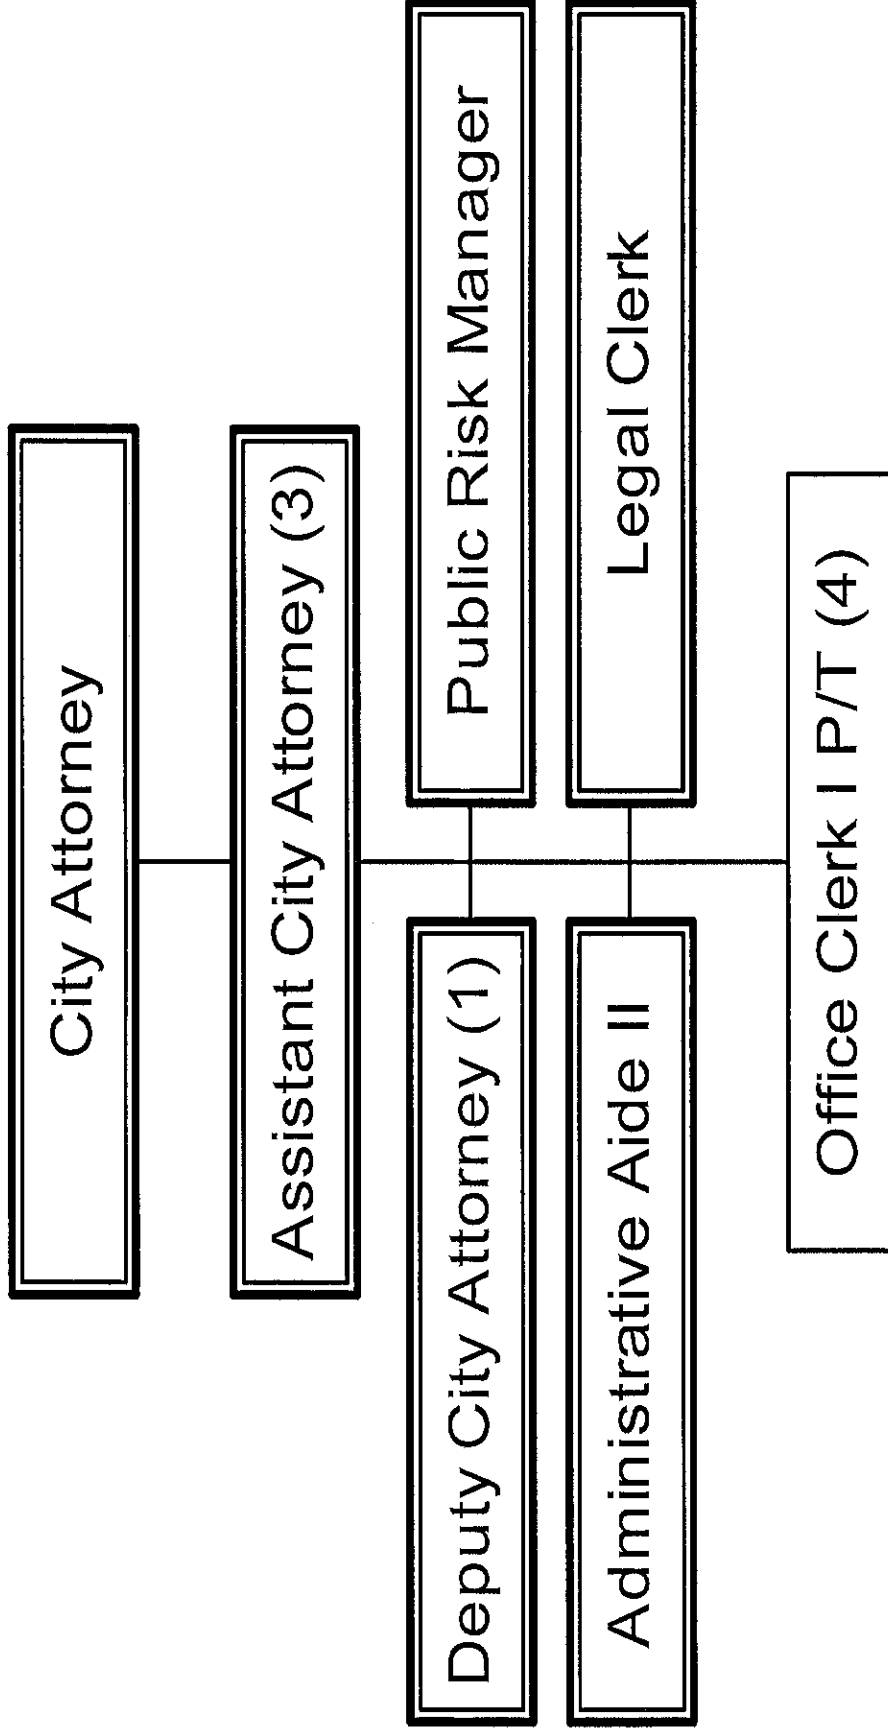 City Attorney
Assistant City Attorney (3)
Deputy City Attorney (1)
Public Risk Manager
Administrative Aide II
Legal Clerk
Office Clerk I P/T (4)